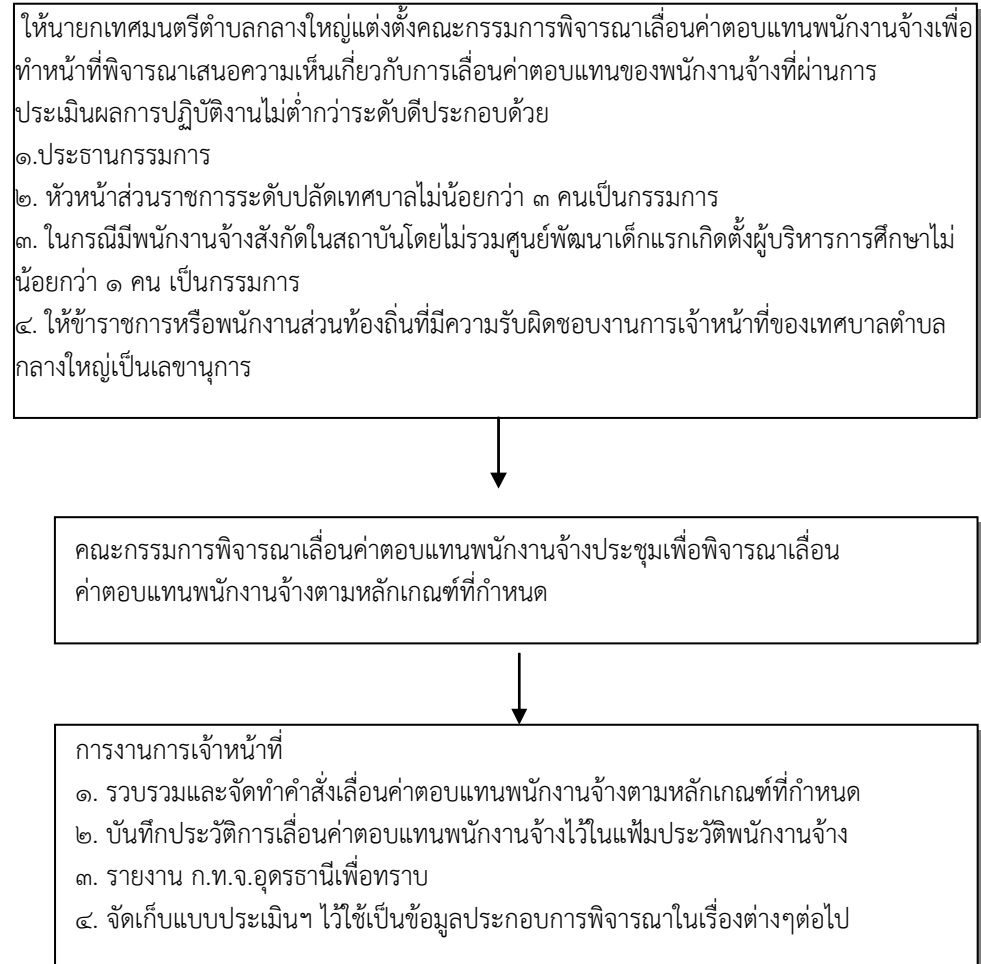 ให้นายกเทศมนตรีตำบลกลางใหญ่แต่งตั้งคณะกรรมการพิจารณาเลื่อนค่าตอบแทนพนักงานจ้างเพื่อ
ทำหน้าที่พิจารณาเสนอความเห็นเกี่ยวกับการเลื่อนค่าตอบแทนของพนักงานจ้างที่ผ่านการ
ประเมินผลการปฏิบัติงานไม่ต่ำกว่าระดับดีประกอบด้วย
๑.ประธานกรรมการ
๒. หัวหน้าส่วนราชการระดับปลัดเทศบาลไม่น้อยกว่า ๓ คนเป็นกรรมการ
๓. ในกรณีมีพนักงานจ้างสังกัดในสถาบันโดยไม่รวมศูนย์พัฒนาเด็กแรกเกิดตั้งผู้บริหารการศึกษาไม่
น้อยกว่า ๑ คน เป็นกรรมการ
๔. ให้ข้าราชการหรือพนักงานส่วนท้องถิ่นที่มีความรับผิดชอบงานการเจ้าหน้าที่ของเทศบาลตำบล
กลางใหญ่เป็นเลขานุการ
คณะกรรมการพิจารณาเลื่อนค่าตอบแทนพนักงานจ้างประชุมเพื่อพิจารณาเลื่อน
ค่าตอบแทนพนักงานจ้างตามหลักเกณฑ์ที่กำหนด
การงานการเจ้าหน้าที่
๑. รวบรวมและจัดทำคำสั่งเลื่อนค่าตอบแทนพนักงานจ้างตามหลักเกณฑ์ที่กำหนด
๒. บันทึกประวัติการเลื่อนค่าตอบแทนพนักงานจ้างไว้ในแฟ้มประวัติพนักงานจ้าง
๓. รายงาน ก.ท.จ.อุดรธานีเพื่อทราบ
๔. จัดเก็บแบบประเมินฯ ไว้ใช้เป็นข้อมูลประกอบการพิจารณาในเรื่องต่างๆต่อไป